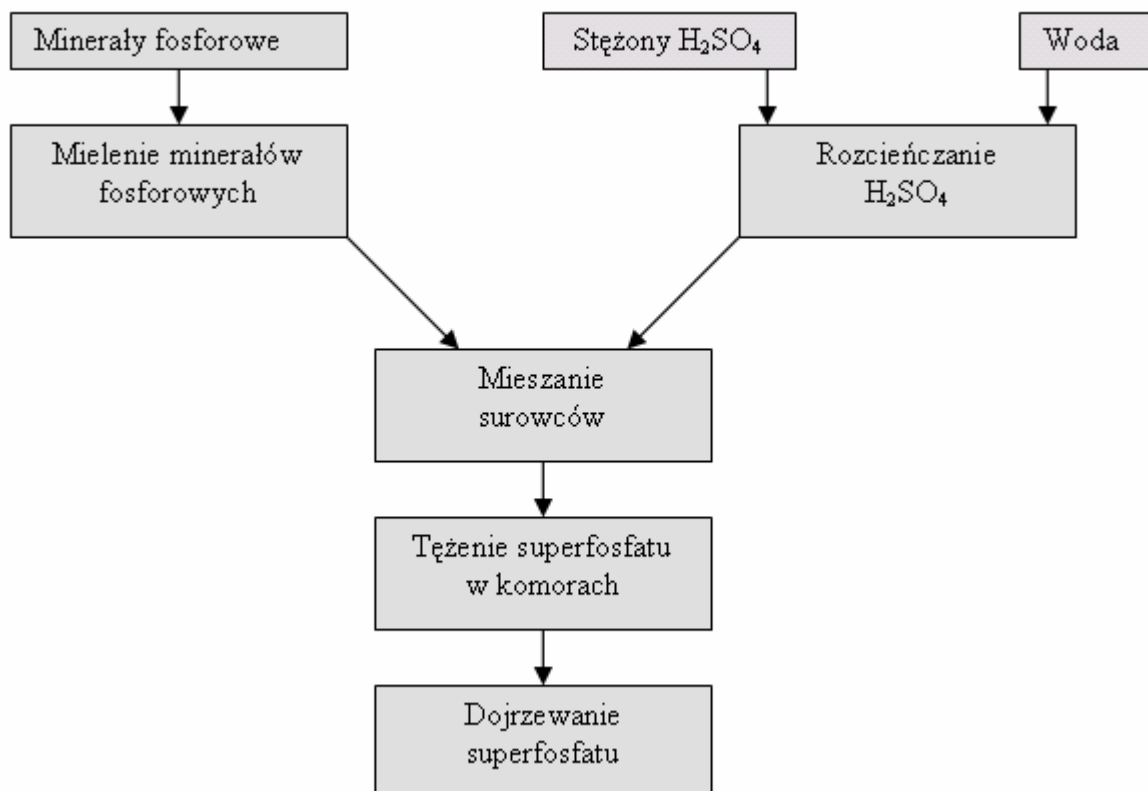 Minerały fosforowe
Stężony H₂SO₄
Woda
Mielenie minerałów
fosforowych
Rozcieńczanie
H₂SO₄
Mieszanie
surowców
Tężenie superfosfatu
w komorach
Dojrzewanie
superfosfatu